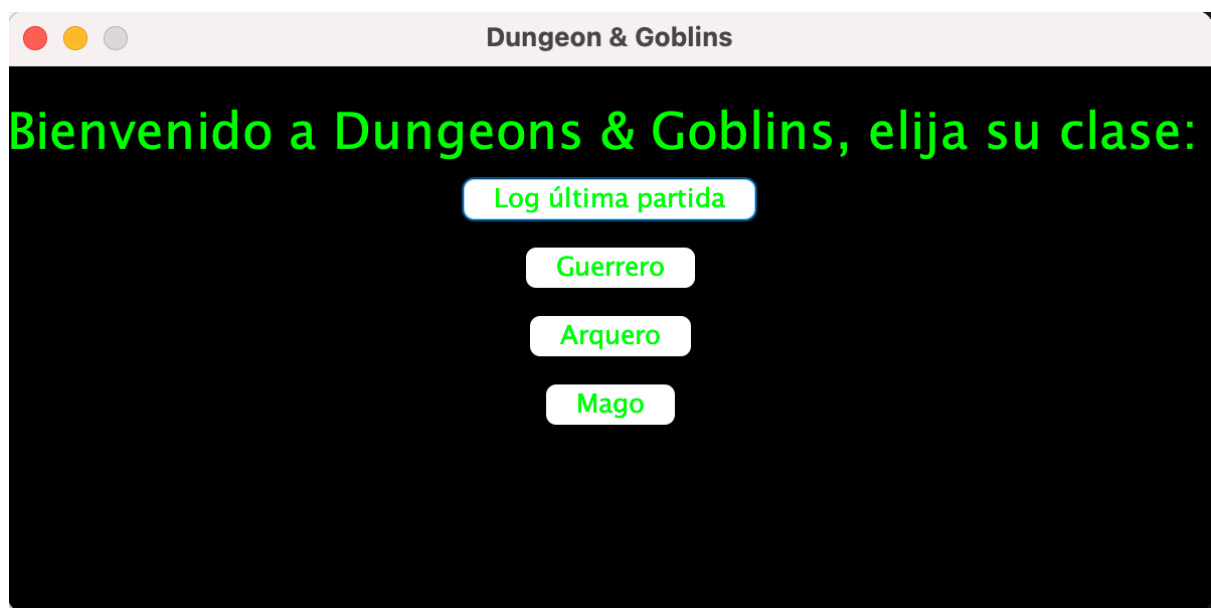 Dungeon & Goblins
Bienvenido a Dungeons & Goblins, elija su clase:
Log última partida
Guerrero
Arquero
Mago